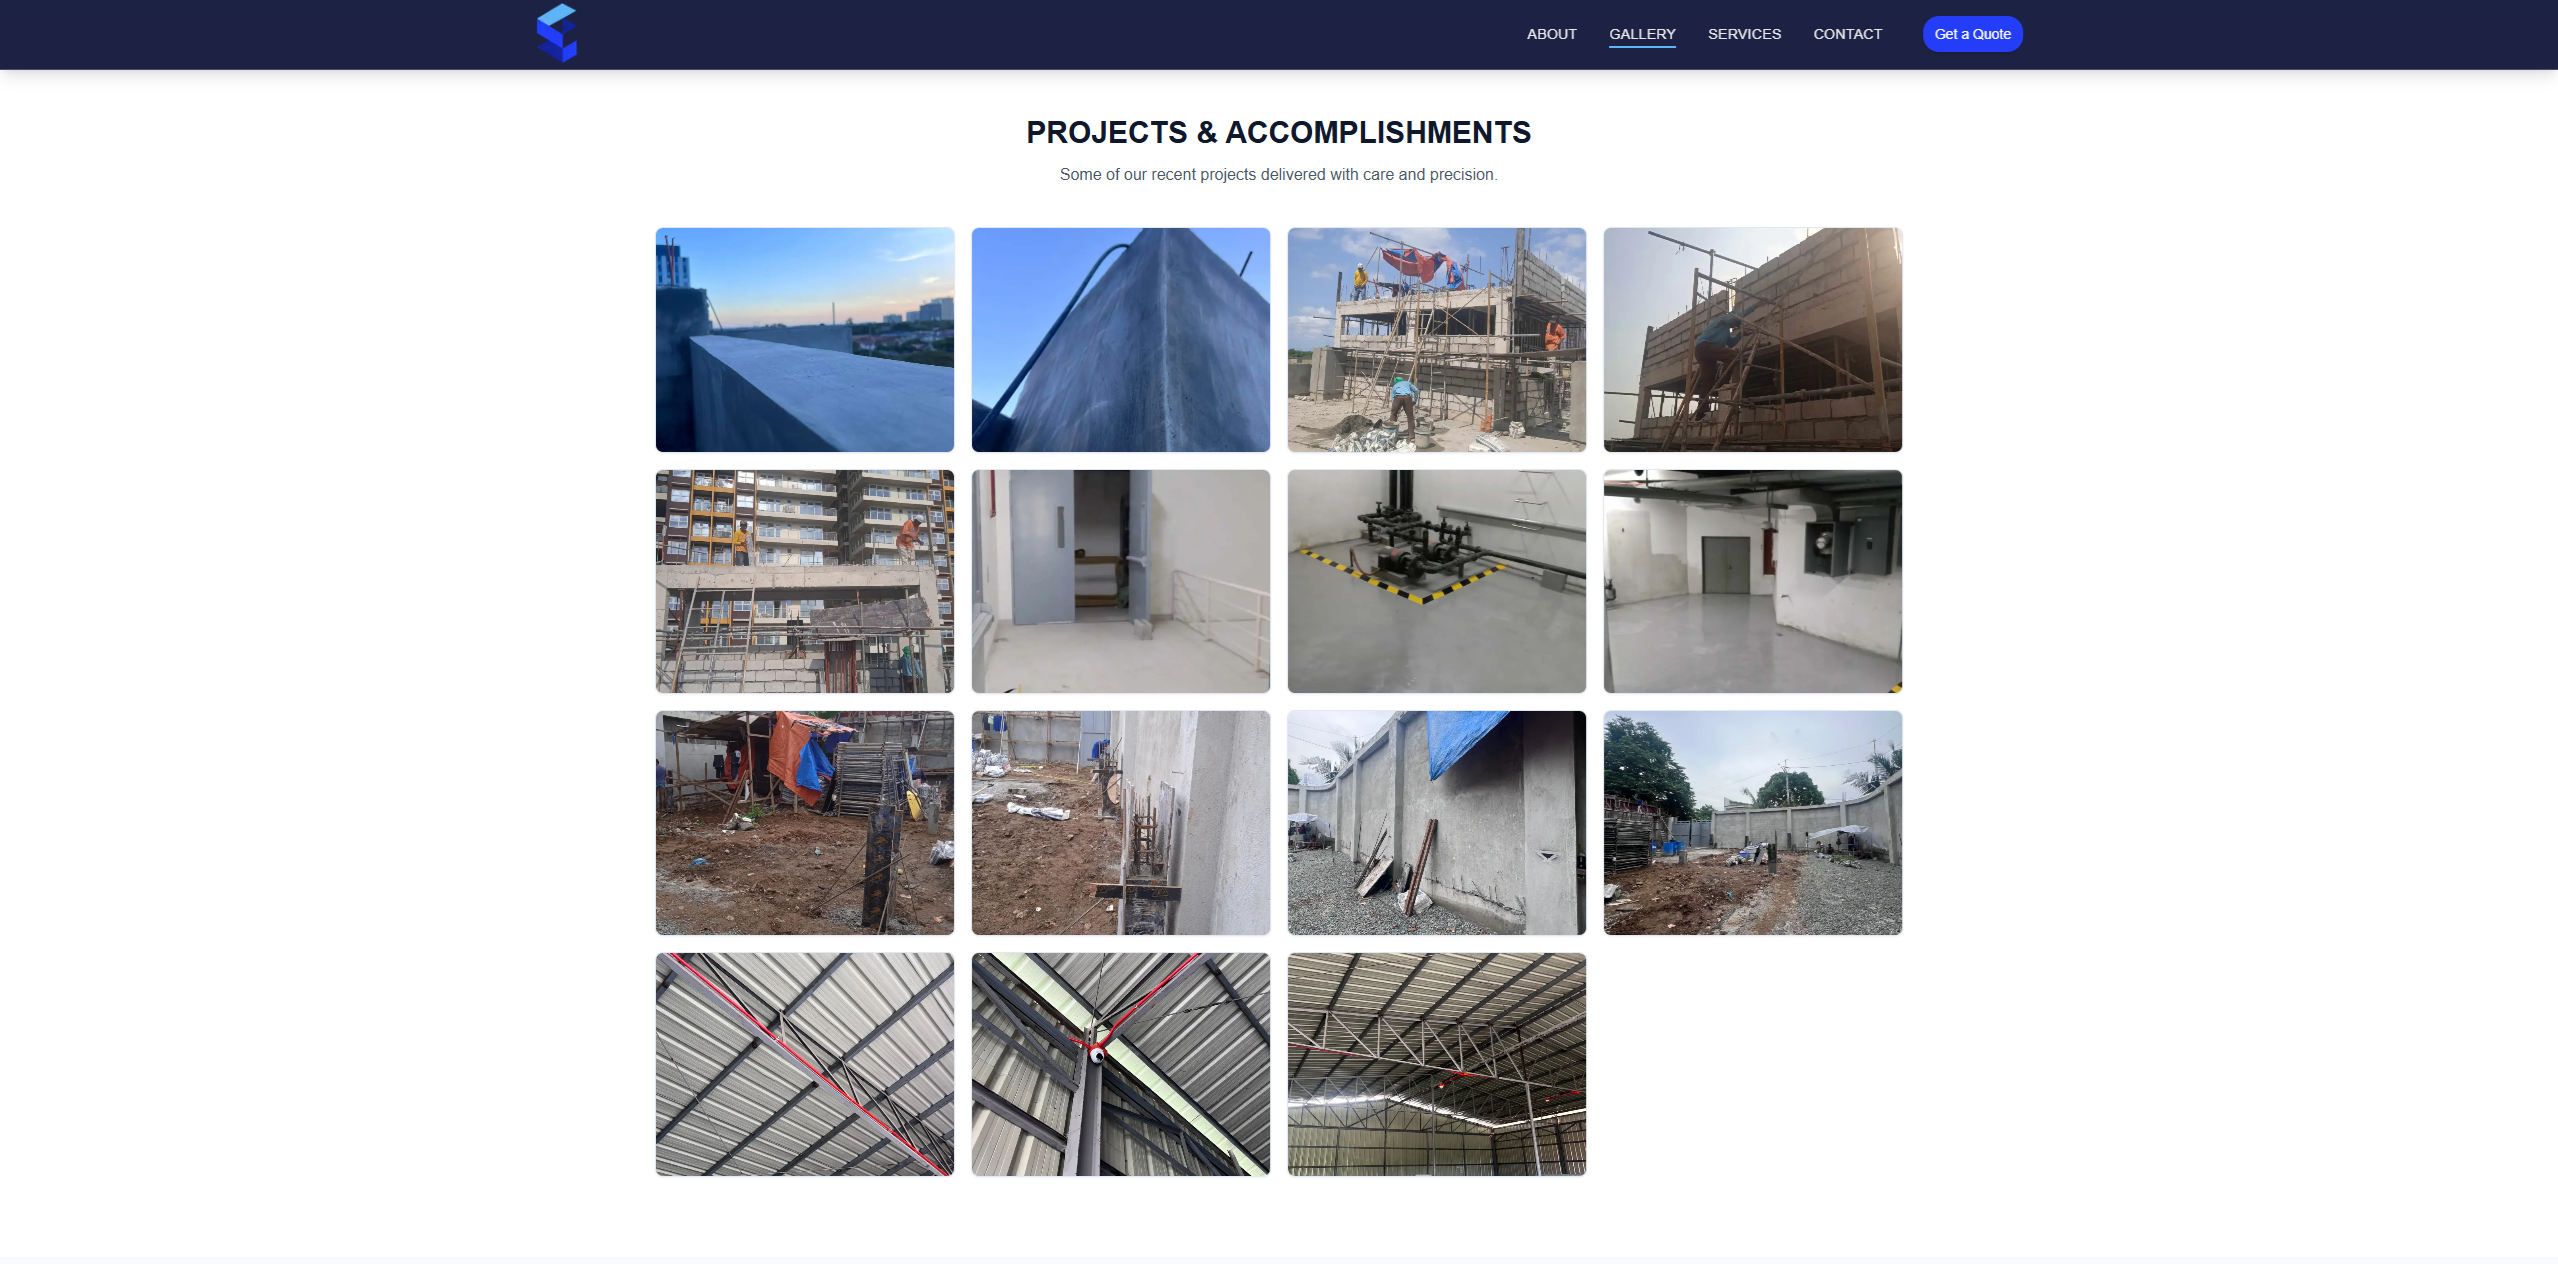 ABOUT GALLERY SERVICES CONTACT Get a Quote
PROJECTS & ACCOMPLISHMENTS
Some of our recent projects delivered with care and precision.